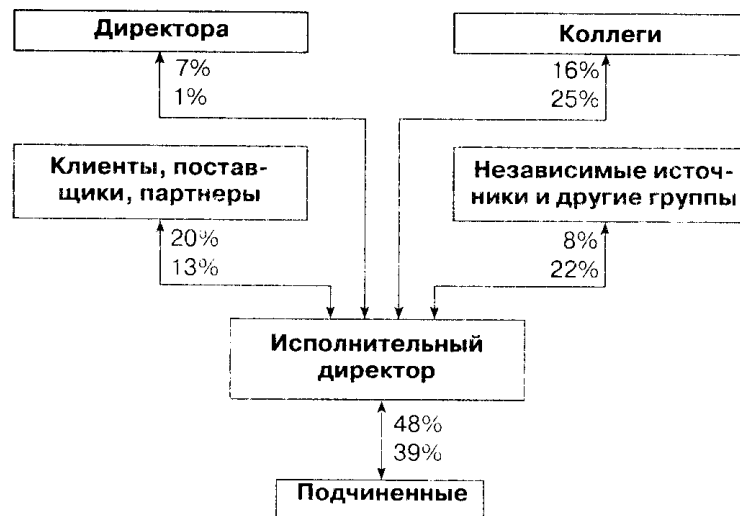 Директора
7%
1%
Коллеги
16%
25%
Клиенты, постав-
щики, партнеры
20%
13%
Независимые источ-
ники и другие группы
8%
22%
Исполнительный
директор
48%
39%
Подчиненные